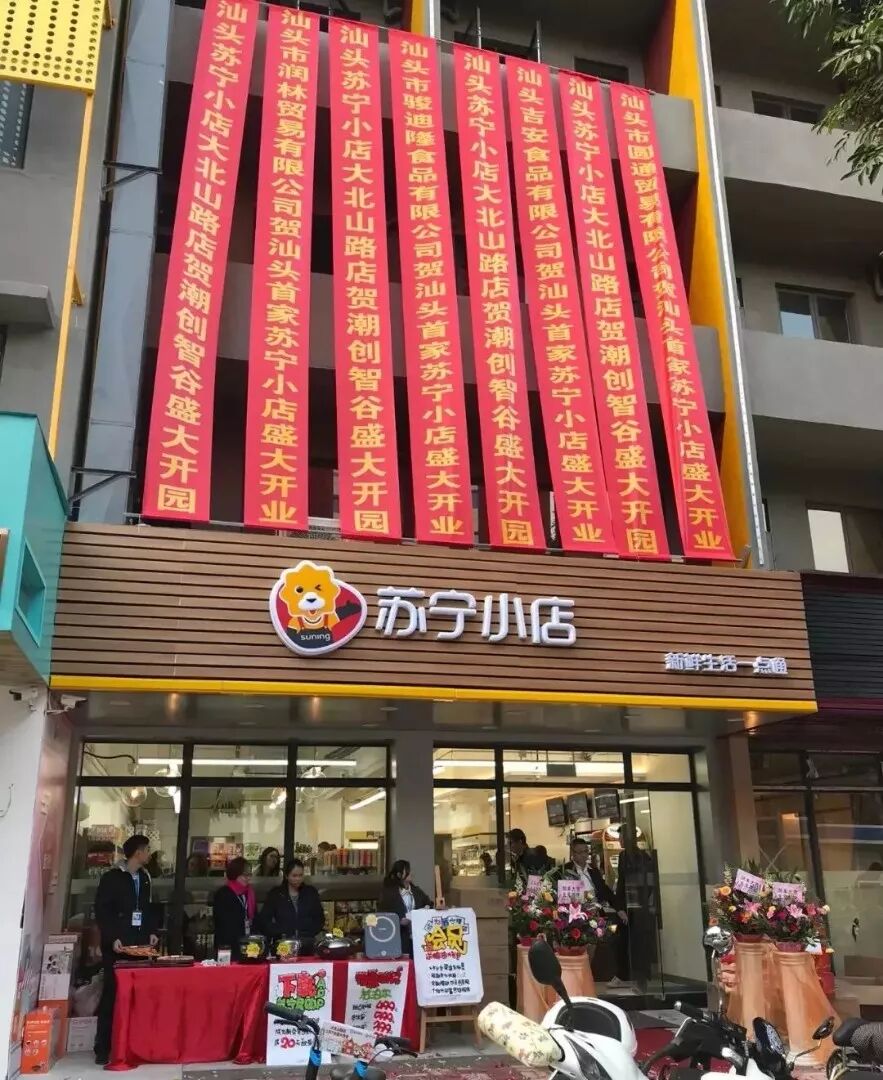 汕头苏宁小店大北山路店贺潮创智谷盛大开园
汕头市润林贸易有限公司贺汕头首家苏宁小店盛大开业
汕头苏宁小店大北山路店贺潮创智谷盛大开园
汕头市骏迪隆食品有限公司贺汕头首家苏宁小店盛大开业
汕头苏宁小店大北山路店贺潮创智谷盛大开园
汕头吉安食品有限公司贺汕头首家苏宁小店盛大开业
汕头苏宁小店大北山路店贺潮创智谷盛大开园
汕头市圆通贸易有限公司贺汕头首家苏宁小店盛大开业
suning
苏宁小店
新鲜生活一点通
下载
苏宁小店
APP
20